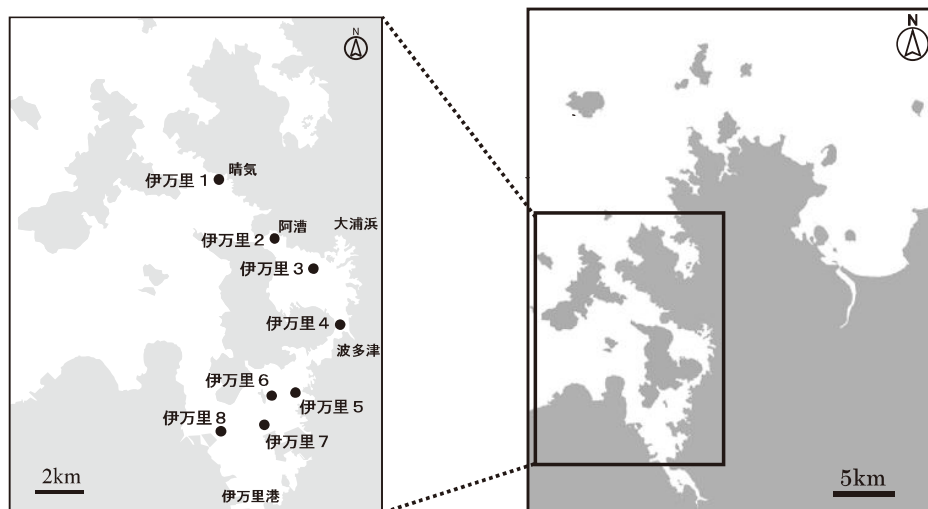 N
晴気
伊万里１
阿漕
大浦浜
伊万里２
伊万里３
伊万里４
波多津
伊万里６
伊万里５
伊万里８
伊万里７
2km
伊万里港
N
5km